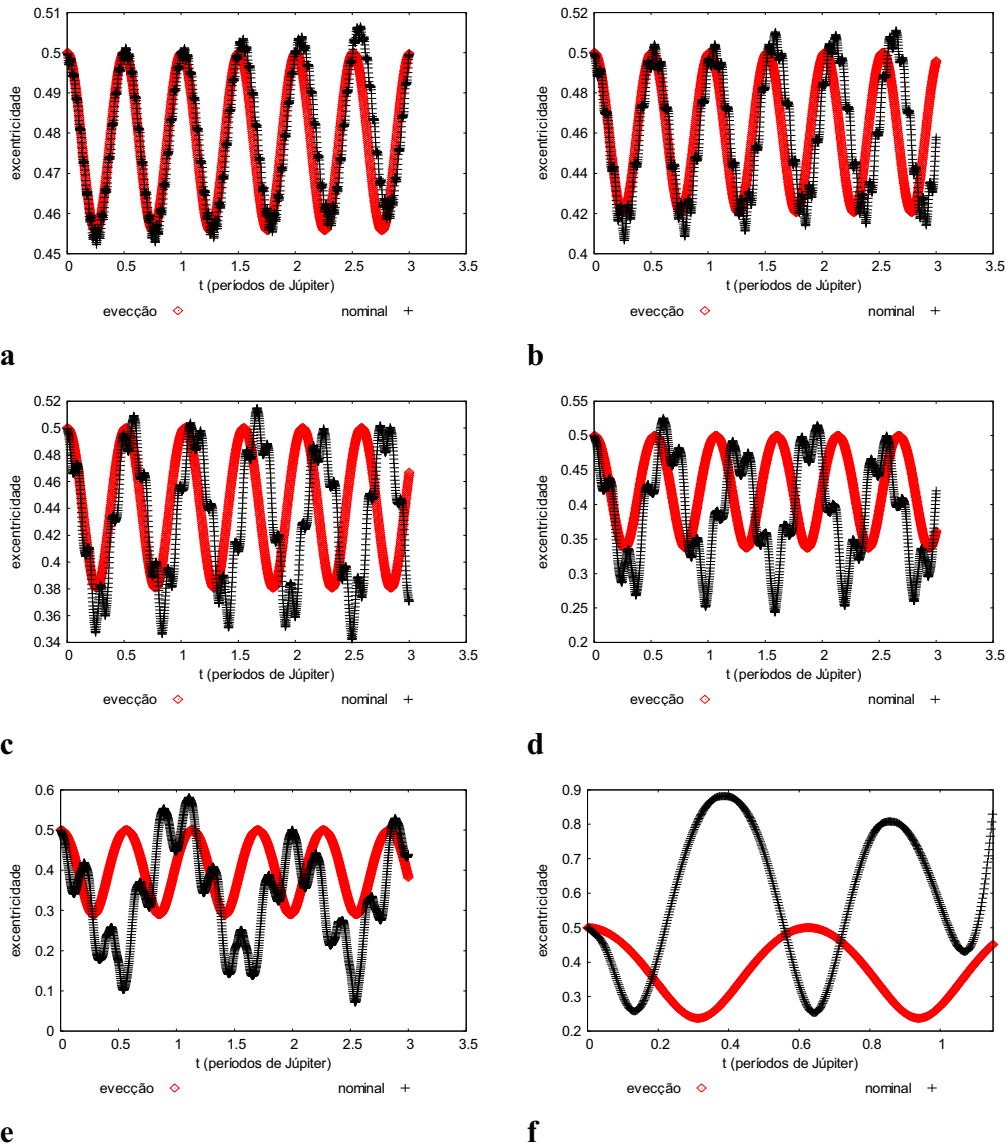 0.51
0.5
0.49
0.48
0.47
0.46
0.45
excentricidade
0 0.5 1 1.5 2 2.5 3 3.5
t (períodos de Júpiter)
evecção nominal
a
0.52
0.5
0.48
0.46
0.44
0.42
0.4
excentricidade
0 0.5 1 1.5 2 2.5 3 3.5
t (períodos de Júpiter)
evecção nominal
b
0.52
0.5
0.48
0.46
0.44
0.42
0.4
0.38
0.36
0.34
excentricidade
0 0.5 1 1.5 2 2.5 3 3.5
t (períodos de Júpiter)
evecção nominal
c
0.55
0.5
0.45
0.4
0.35
0.3
0.25
0.2
excentricidade
0 0.5 1 1.5 2 2.5 3 3.5
t (períodos de Júpiter)
evecção nominal
d
0.6
0.5
0.4
0.3
0.2
0.1
0
excentricidade
0 0.5 1 1.5 2 2.5 3 3.5
t (períodos de Júpiter)
evecção nominal
e
0.9
0.8
0.7
0.6
0.5
0.4
0.3
0.2
excentricidade
0 0.2 0.4 0.6 0.8 1
t (períodos de Júpiter)
evecção nominal
f